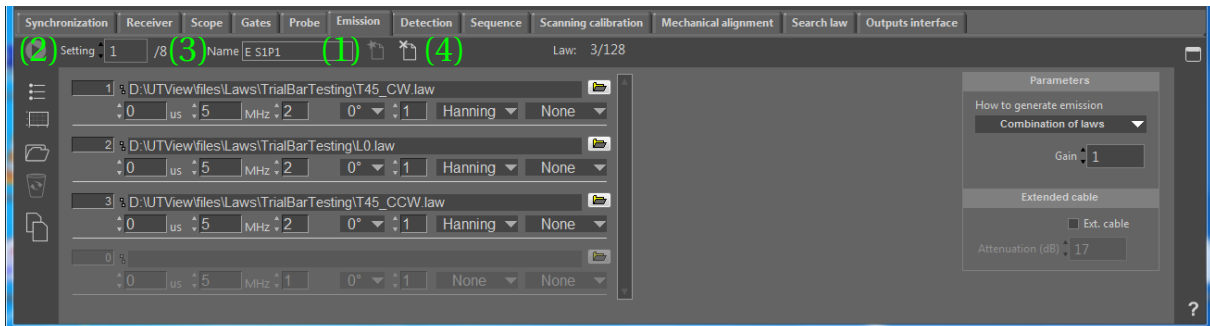 Synchronization Receiver Scope Gates Probe Emission Detection Sequence Scanning calibration Mechanical alignment Search law Outputs interface
(2) Setting 1 /8 (3) Name E S1P1 (1) (4) Law: 3/128
1 D:\UTView\files\Laws\TrialBarTesting\T45_CW.law
0 us 5 MHz 2 0° 1 Hanning None
2 D:\UTView\files\Laws\TrialBarTesting\L0.law
0 us 5 MHz 2 0° 1 Hanning None
3 D:\UTView\files\Laws\TrialBarTesting\T45_CCW.law
0 us 5 MHz 2 0° 1 Hanning None
0
0 us 5 MHz 1 0° 1 None None
Parameters
How to generate emission
Combination of laws
Gain 1
Extended cable
Ext. cable
Attenuation (dB) 17
?